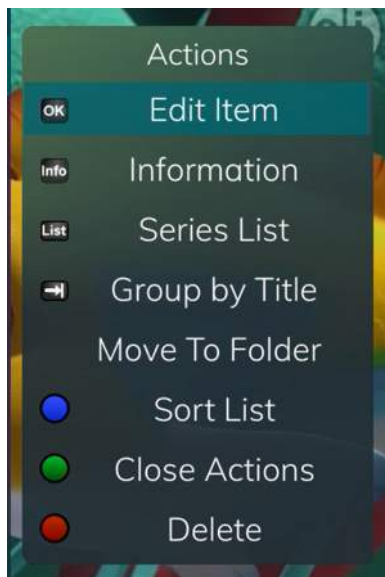 Actions
OK Edit Item
Info Information
List Series List
Group by Title
Move To Folder
Sort List
Close Actions
Delete